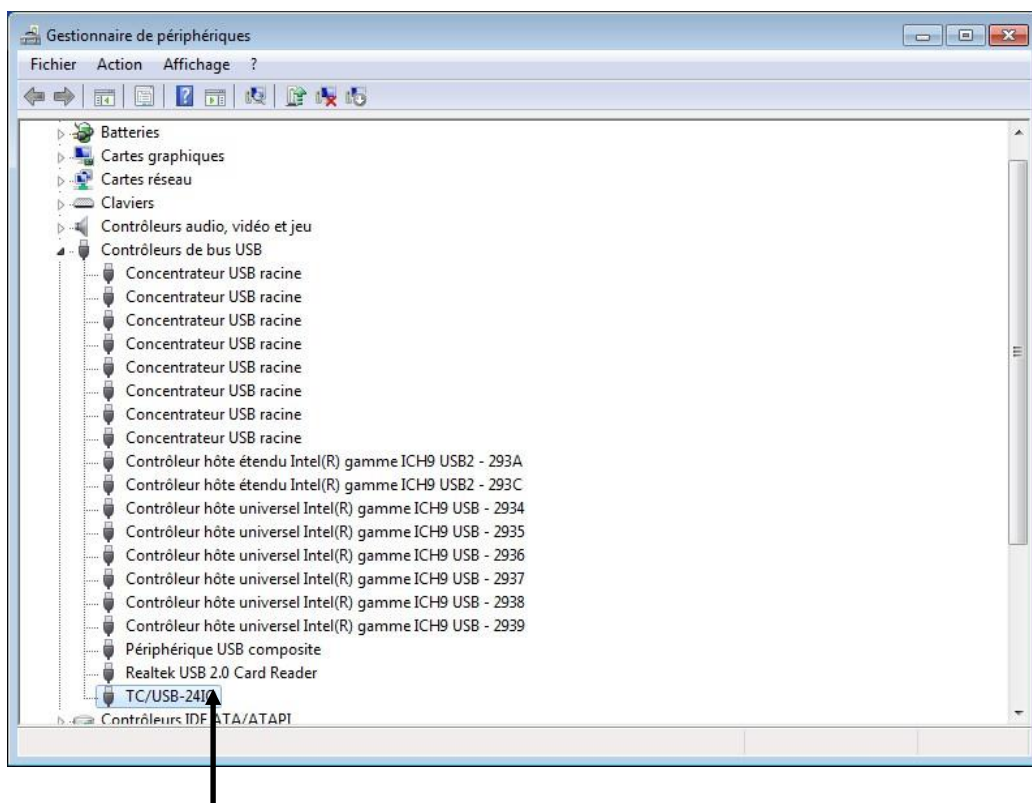 Gestionnaire de périphériques
Fichier Action Affichage ?
Batteries
Cartes graphiques
Cartes réseau
Claviers
Contrôleurs audio, vidéo et jeu
Contrôleurs de bus USB
Concentrateur USB racine
Concentrateur USB racine
Concentrateur USB racine
Concentrateur USB racine
Concentrateur USB racine
Concentrateur USB racine
Concentrateur USB racine
Concentrateur USB racine
Contrôleur hôte étendu Intel(R) gamme ICH9 USB2 - 293A
Contrôleur hôte étendu Intel(R) gamme ICH9 USB2 - 293C
Contrôleur hôte universel Intel(R) gamme ICH9 USB - 2934
Contrôleur hôte universel Intel(R) gamme ICH9 USB - 2935
Contrôleur hôte universel Intel(R) gamme ICH9 USB - 2936
Contrôleur hôte universel Intel(R) gamme ICH9 USB - 2937
Contrôleur hôte universel Intel(R) gamme ICH9 USB - 2938
Contrôleur hôte universel Intel(R) gamme ICH9 USB - 2939
Périphérique USB composite
Realtek USB 2.0 Card Reader
TC/USB-24IO
Contrôleurs IDE ATA/ATAPI